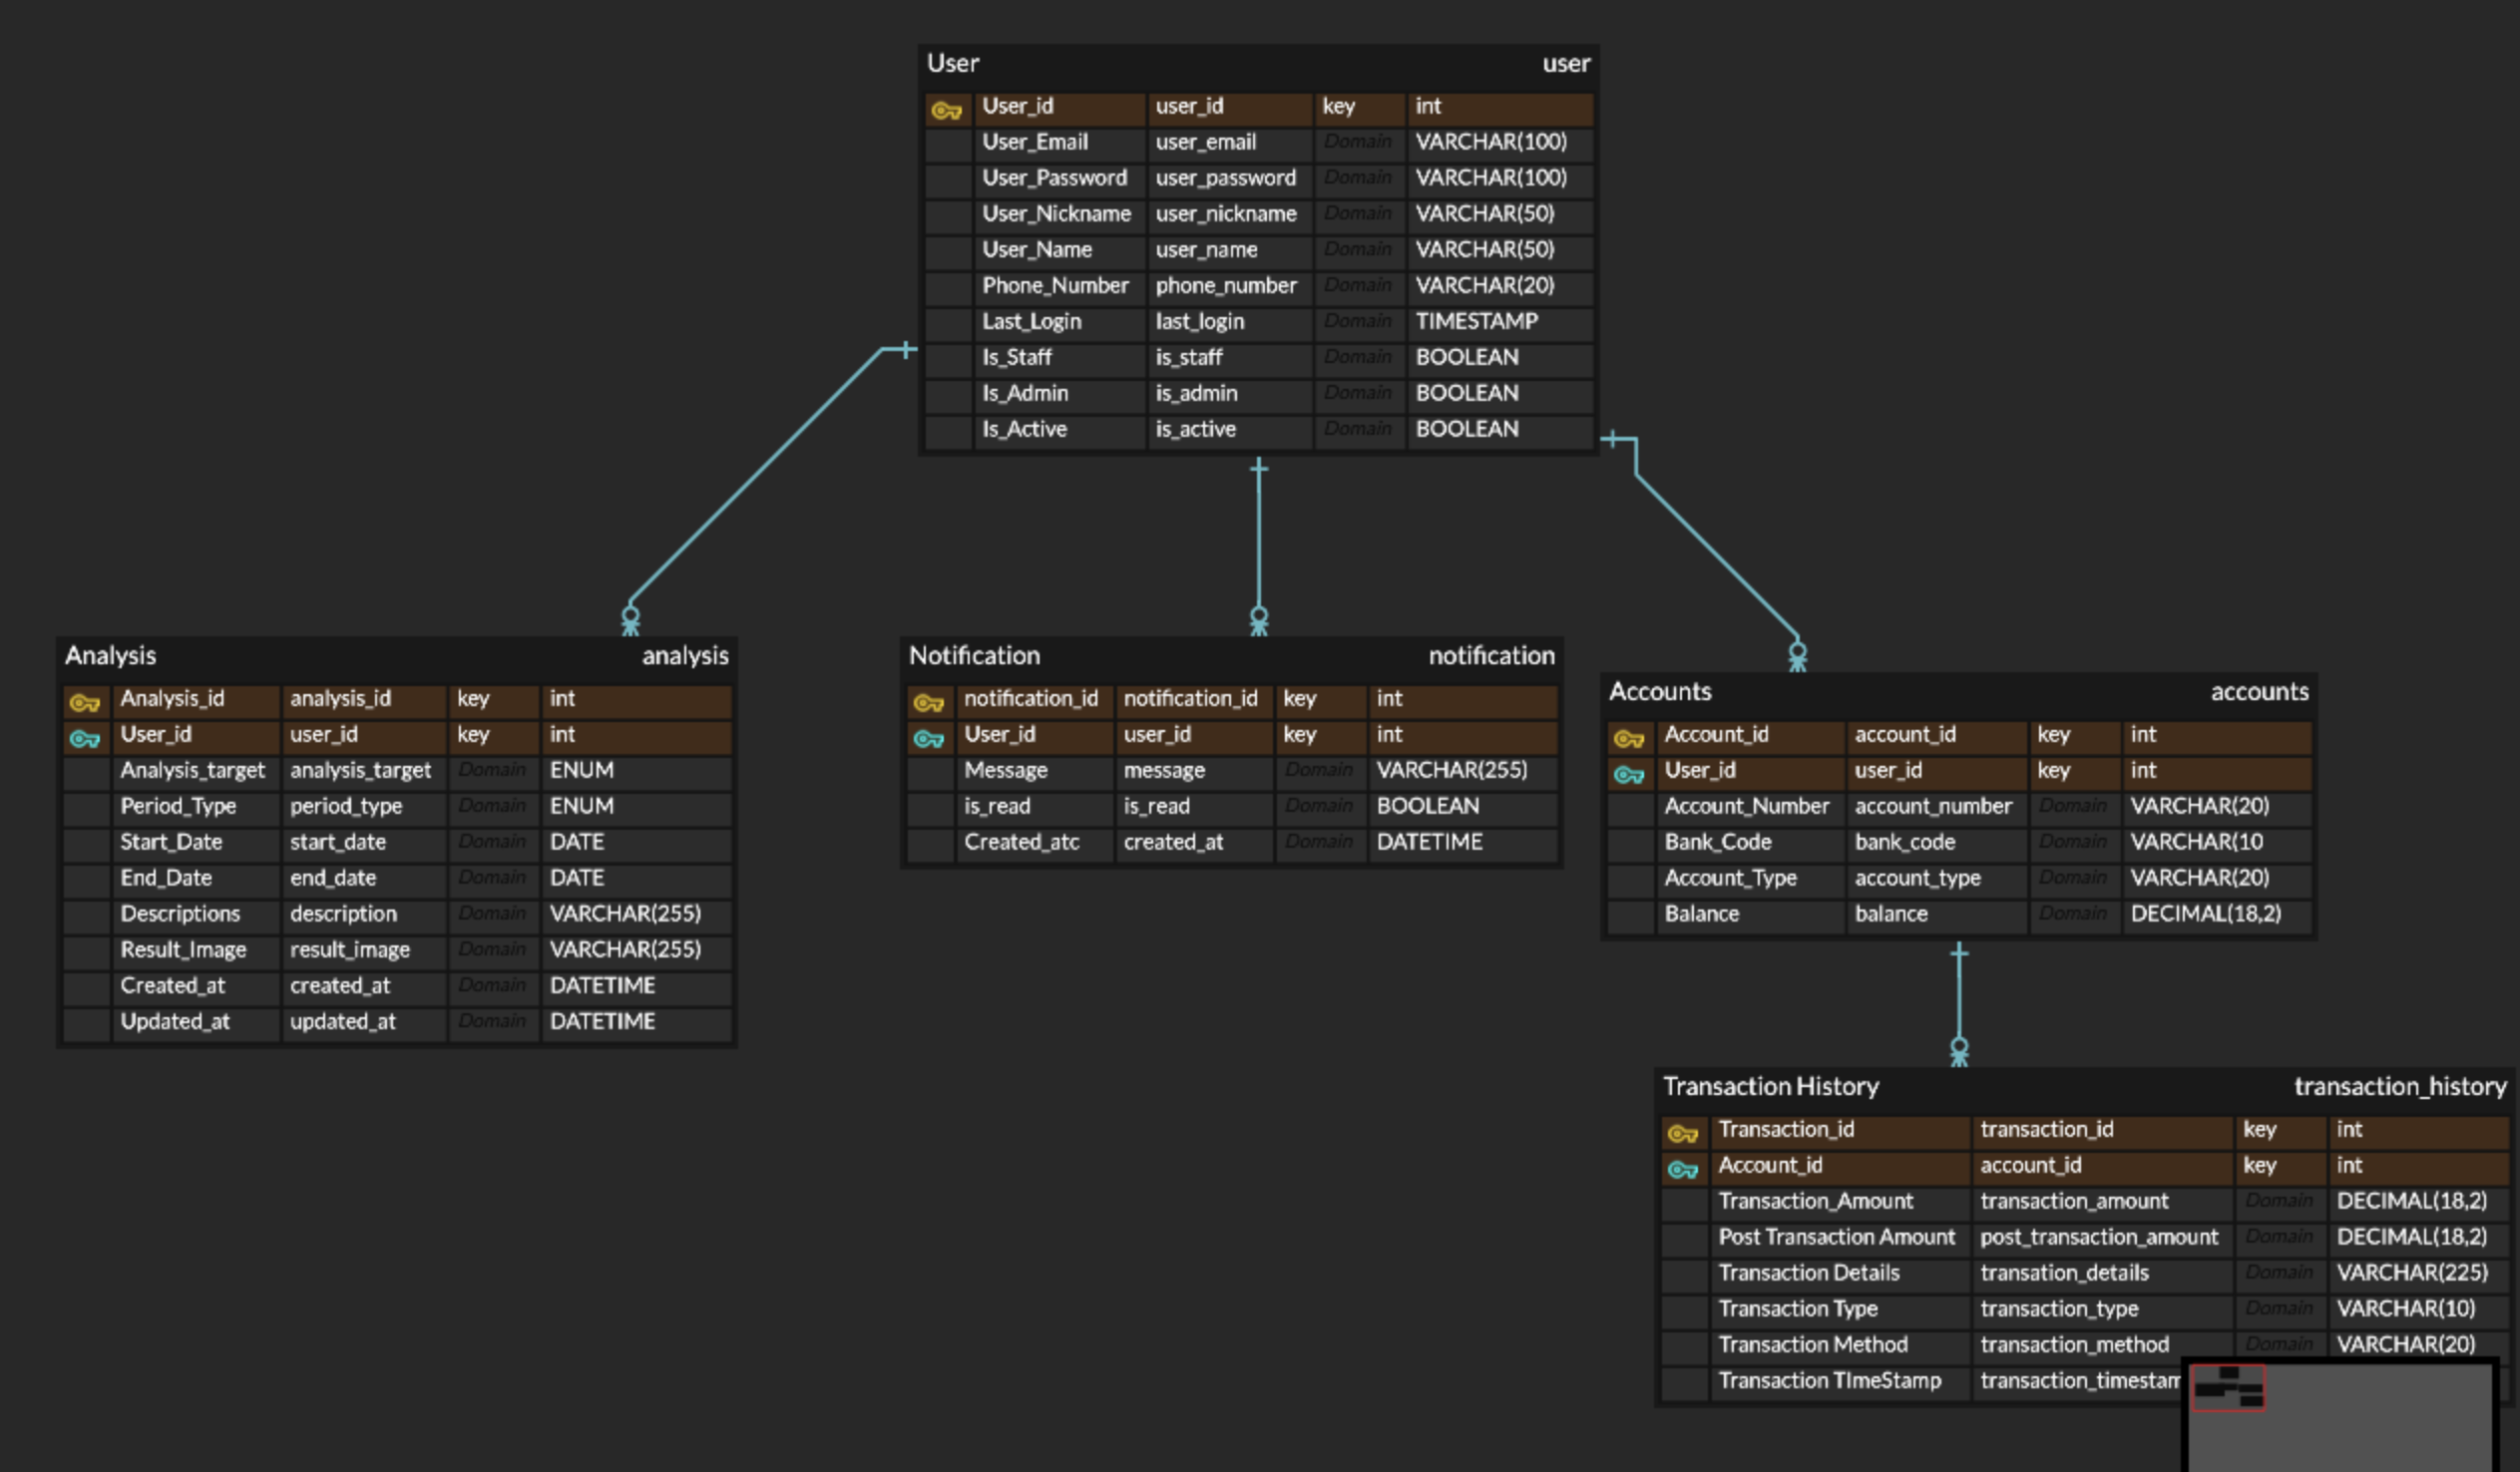 User user
User_id user_id key int
User_Email user_email Domain VARCHAR(100)
User_Password user_password Domain VARCHAR(100)
User_Nickname user_nickname Domain VARCHAR(50)
User_Name user_name Domain VARCHAR(50)
Phone_Number phone_number Domain VARCHAR(20)
Last_Login last_login Domain TIMESTAMP
Is_Staff is_staff Domain BOOLEAN
Is_Admin is_admin Domain BOOLEAN
Is_Active is_active Domain BOOLEAN
Analysis analysis
Analysis_id analysis_id key int
User_id user_id key int
Analysis_target analysis_target Domain ENUM
Period_Type period_type Domain ENUM
Start_Date start_date Domain DATE
End_Date end_date Domain DATE
Descriptions description Domain VARCHAR(255)
Result_Image result_image Domain VARCHAR(255)
Created_at created_at Domain DATETIME
Updated_at updated_at Domain DATETIME
Notification notification
notification_id notification_id key int
User_id user_id key int
Message message Domain VARCHAR(255)
is_read is_read Domain BOOLEAN
Created_atc created_at Domain DATETIME
Accounts accounts
Account_id account_id key int
User_id user_id key int
Account_Number account_number Domain VARCHAR(20)
Bank_Code bank_code Domain VARCHAR(10
Account_Type account_type Domain VARCHAR(20)
Balance balance Domain DECIMAL(18,2)
Transaction History transaction_history
Transaction_id transaction_id key int
Account_id account_id key int
Transaction_Amount transaction_amount Domain DECIMAL(18,2)
Post Transaction Amount post_transaction_amount Domain DECIMAL(18,2)
Transaction Details transation_details Domain VARCHAR(225)
Transaction Type transaction_type Domain VARCHAR(10)
Transaction Method transaction_method Domain VARCHAR(20)
Transaction TImeStamp transaction_timestam